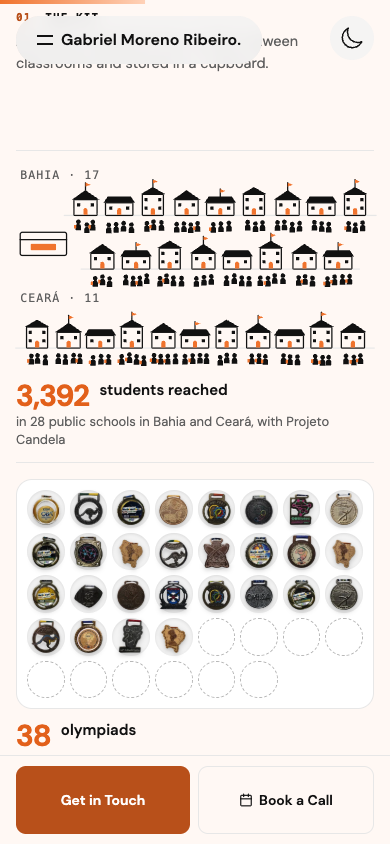 Gabriel Moreno Ribeiro.
classrooms and stored in a cupboard.
BAHIA · 17
CEARÁ · 11
3,392 students reached
in 28 public schools in Bahia and Ceará, with Projeto
Candela
38 olympiads
Get in Touch
Book a Call